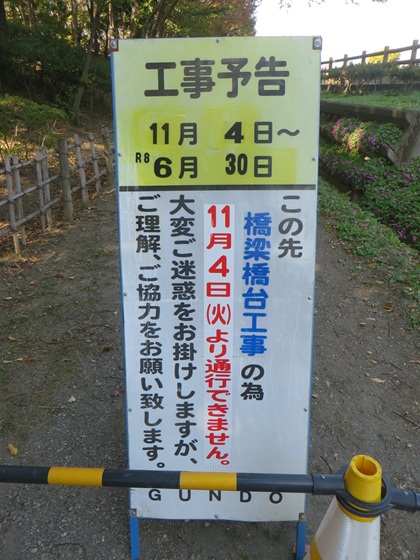 工事予告
11月 4日〜
R8 6月 30日
この先
橋梁橋台工事の為
11月4日(火)より通行できません。
大変ご迷惑をお掛けしますが、
ご理解、ご協力をお願い致します。
GUNDO